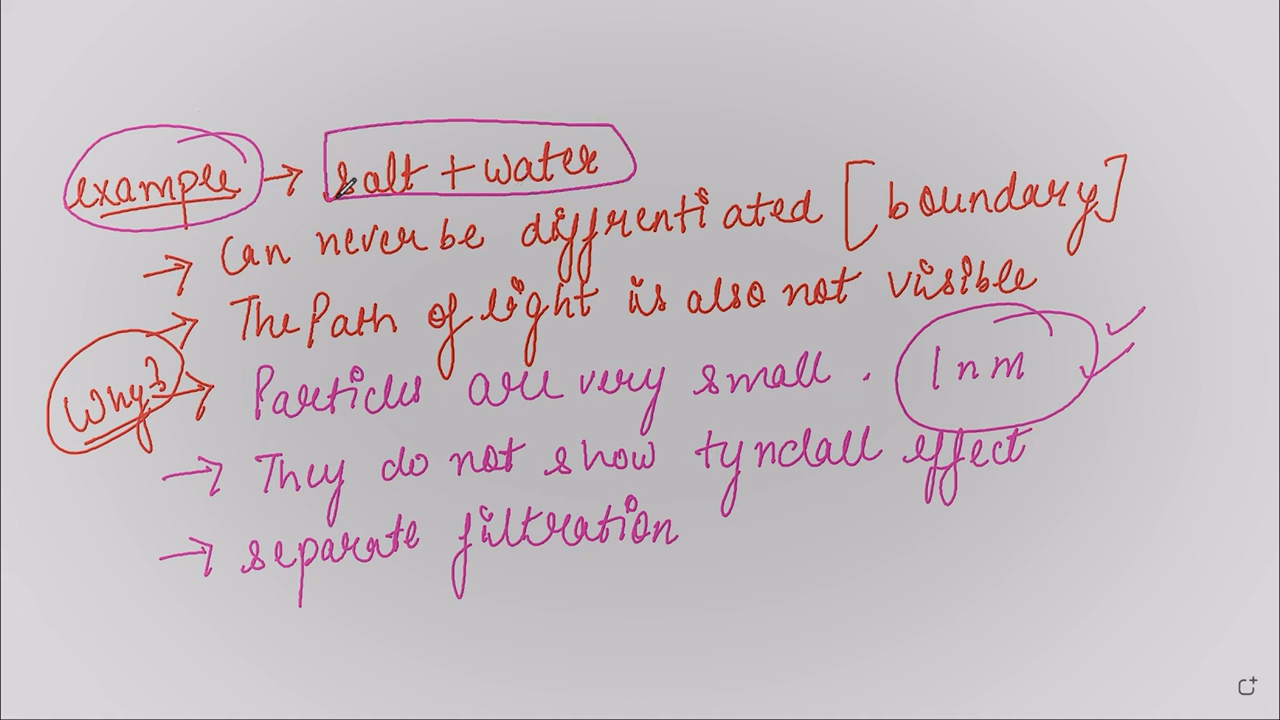 example → salt + water
→ Can never be diffrentiated [boundary]
→ The Path of light is also not visible
Why? → Particles are very small. 1nm
→ They do not show tyndall effect
→ separate filtration